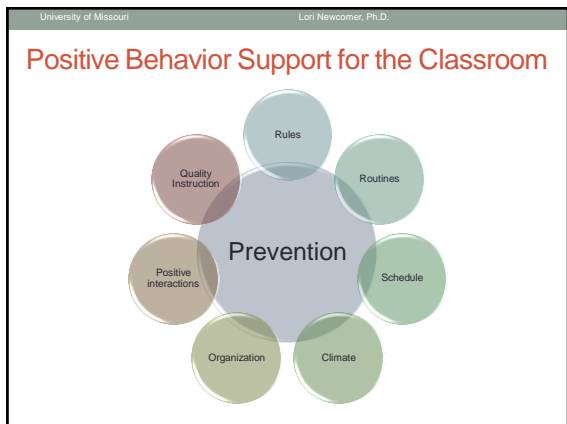 University of Missouri Lori Newcomer, Ph.D.
Positive Behavior Support for the Classroom
Rules
Routines
Schedule
Climate
Organization
Positive
interactions
Quality
Instruction
Prevention